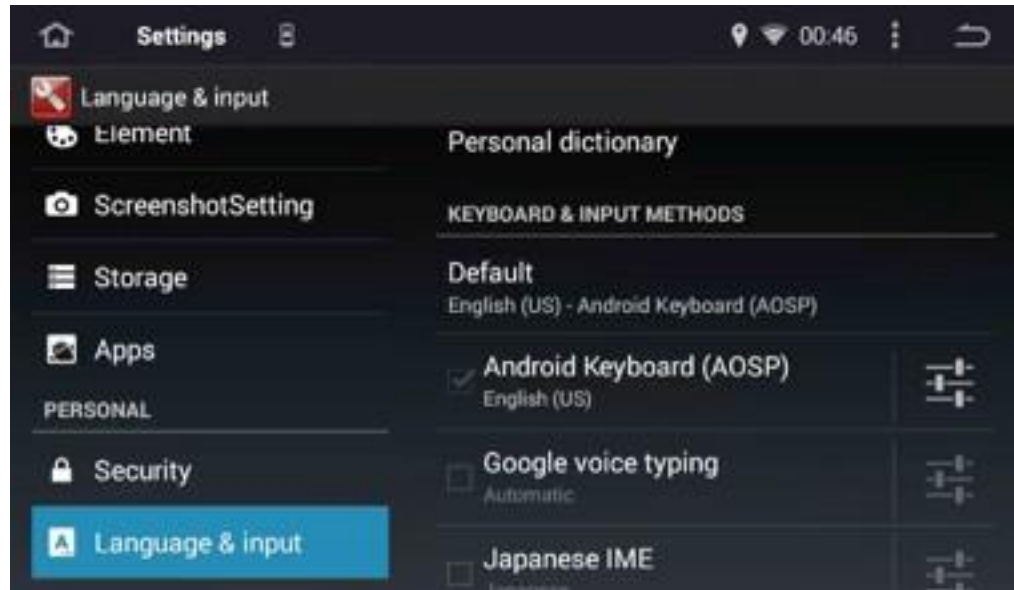 Settings
00:46
Language & input
Element
ScreenshotSetting
Storage
Apps
PERSONAL
Security
A Language & input
Personal dictionary
KEYBOARD & INPUT METHODS
Default
English (US) - Android Keyboard (AOSP)
Android Keyboard (AOSP)
English (US)
Google voice typing
Automatic
Japanese IME